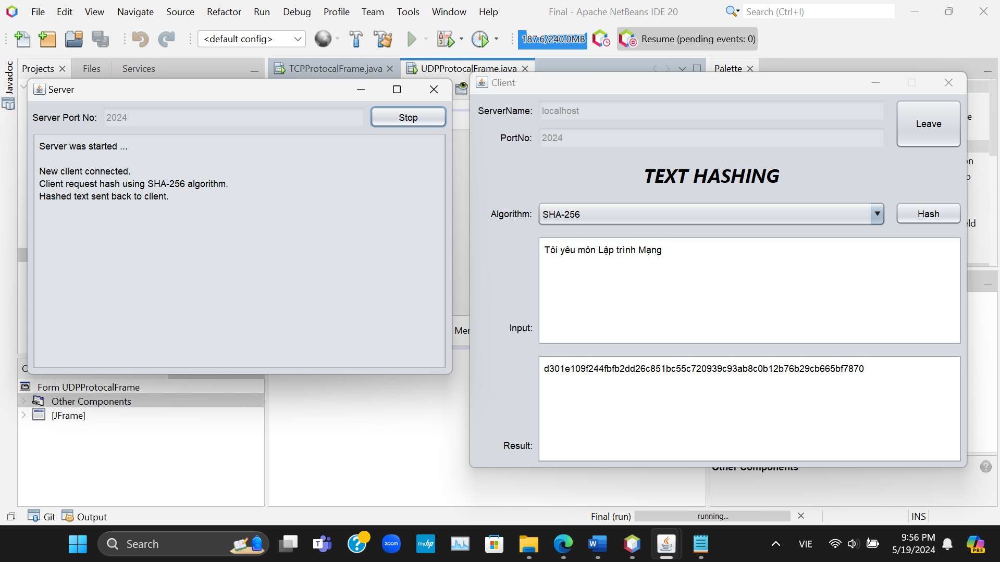 File Edit View Navigate Source Refactor Run Debug Profile Team Tools Window Help
Final - Apache NetBeans IDE 20
Search (Ctrl+I)
<default config>
187.6/240.0MB
Resume (pending events: 0)
Javadoc
Projects Files Services
TCPProtocalFrame.java UDPProtocalFrame.java
Palette
Server
Server Port No: 2024 Stop
Server was started ...
New client connected.
Client request hash using SHA-256 algorithm.
Hashed text sent back to client.
Client
ServerName: localhost
Leave
PortNo: 2024
TEXT HASHING
Algorithm: SHA-256 Hash
Tôi yêu môn Lập trình Mạng
Input:
d301e109f244fbfb2dd26c851bc55c720939c93ab8c0b12b76b29cb665bf7870
Result:
Form UDPProtocalFrame
Other Components
[JFrame]
Other Components
Git Output
Final (run) running... INS
Search
zoom
myhp
VIE
9:56 PM
5/19/2024
PRE